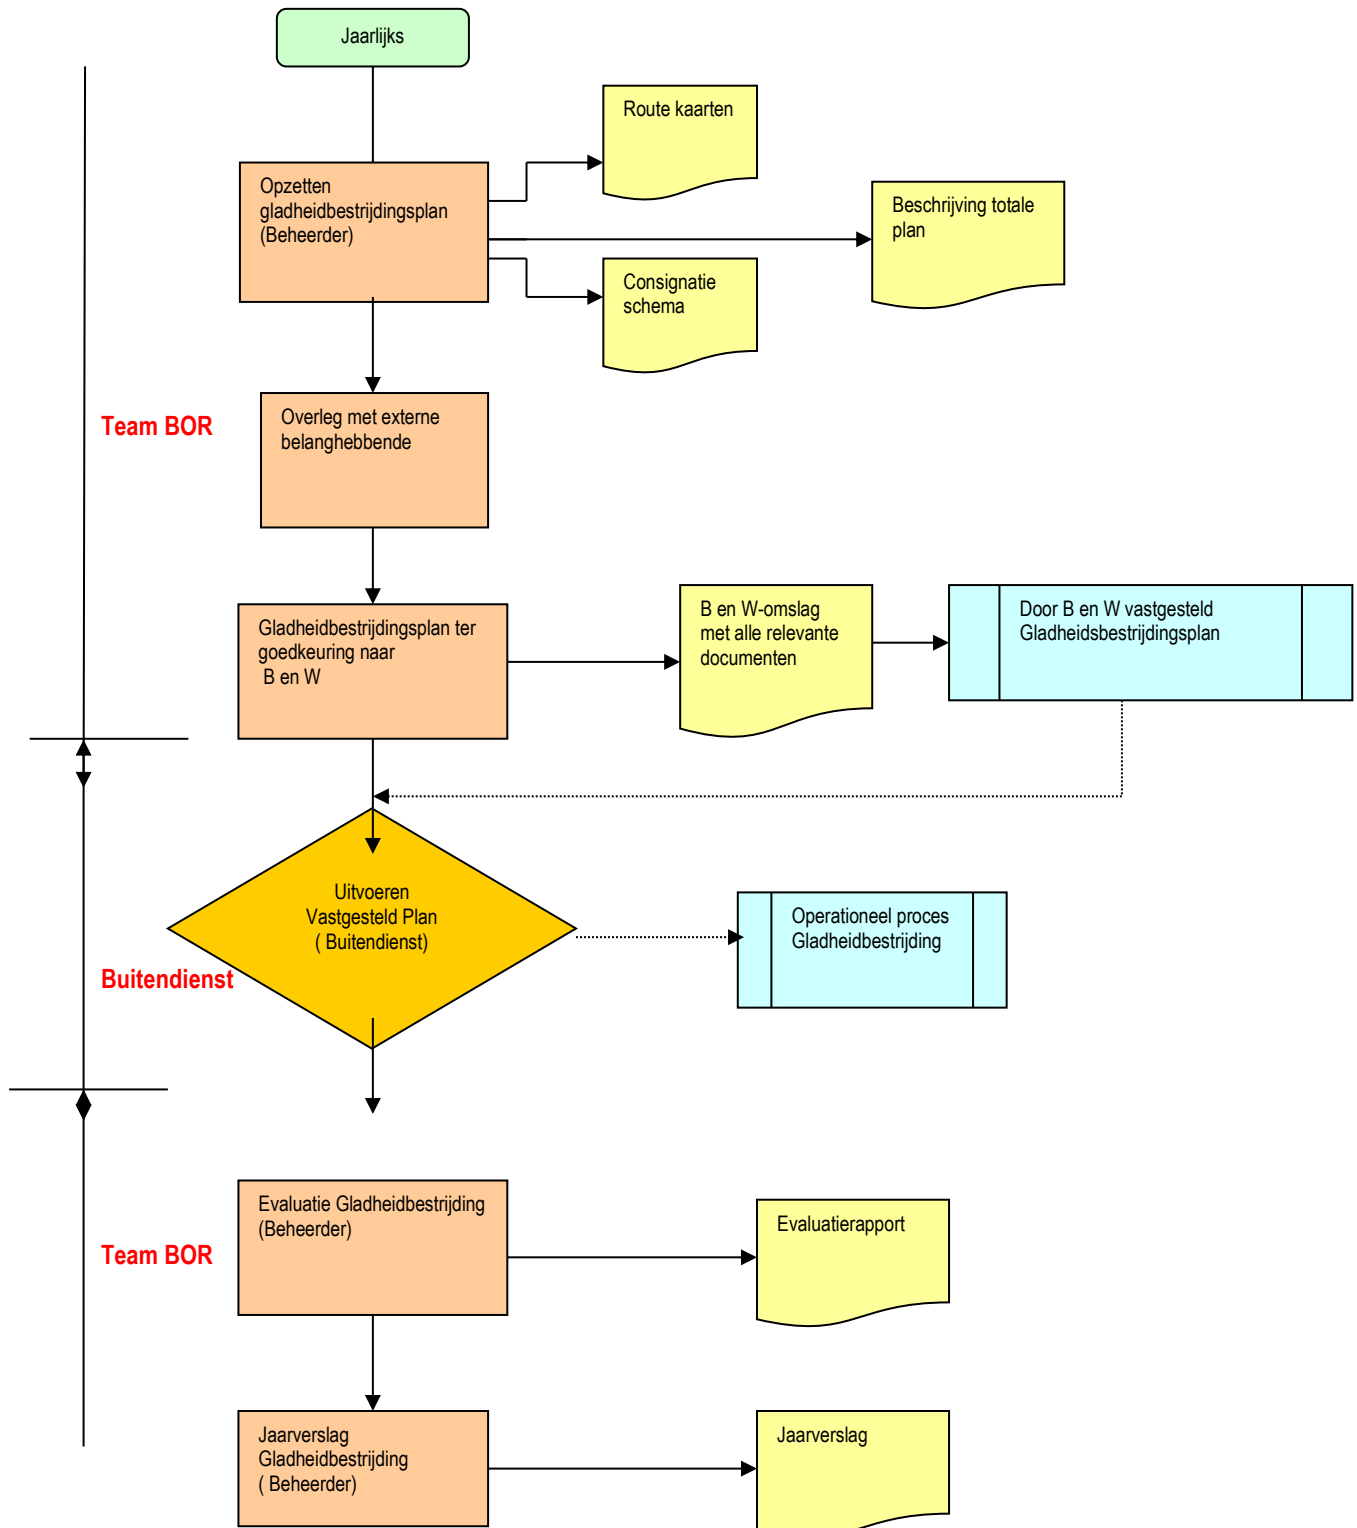 Jaarlijks
Route kaarten
Opzetten
gladheidbestrijdingsplan
(Beheerder)
Beschrijving totale
plan
Consignatie
schema
Team BOR
Overleg met externe
belanghebbende
Gladheidbestrijdingsplan ter
goedkeuring naar
B en W
B en W-omslag
met alle relevante
documenten
Door B en W vastgesteld
Gladheidsbestrijdingsplan
Uitvoeren
Vastgesteld Plan
( Buitendienst)
Operationeel proces
Gladheidbestrijding
Buitendienst
Evaluatie Gladheidbestrijding
(Beheerder)
Evaluatierapport
Team BOR
Jaarverslag
Gladheidbestrijding
( Beheerder)
Jaarverslag